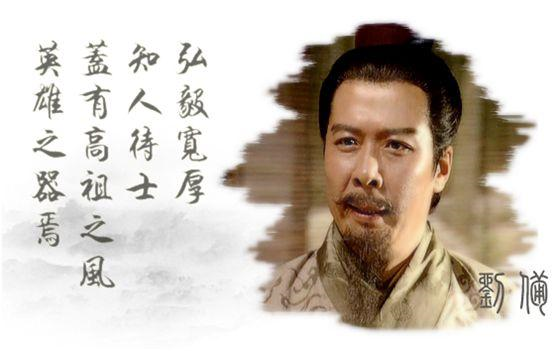 弘毅寬厚
知人待士
蓋有高祖之風
英雄之器焉
劉備